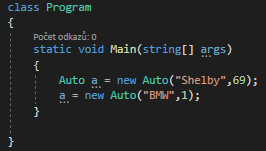 class Program
{
Počet odkazů: 0
static void Main(string[] args)
{
Auto a = new Auto("Shelby",69);
a = new Auto("BMW",1);
}
}